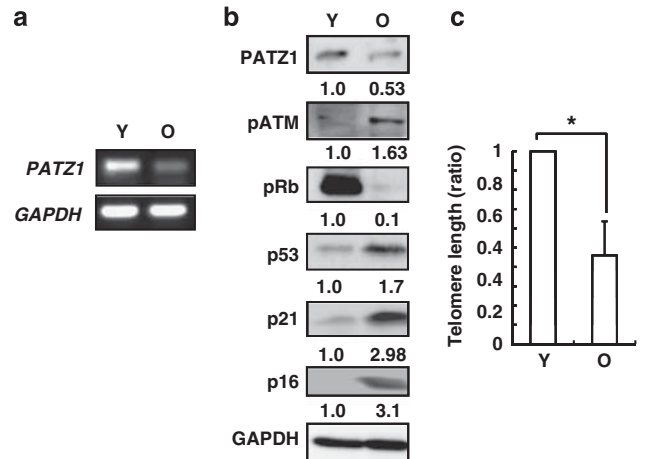 a
Y O
PATZ1
GAPDH
b
Y O
PATZ1
1.0 0.53
pATM
1.0 1.63
pRb
1.0 0.1
p53
1.0 1.7
p21
1.0 2.98
p16
1.0 3.1
GAPDH
c
*
Telomere length (ratio)
1
0.8
0.6
0.4
0.2
0
Y O